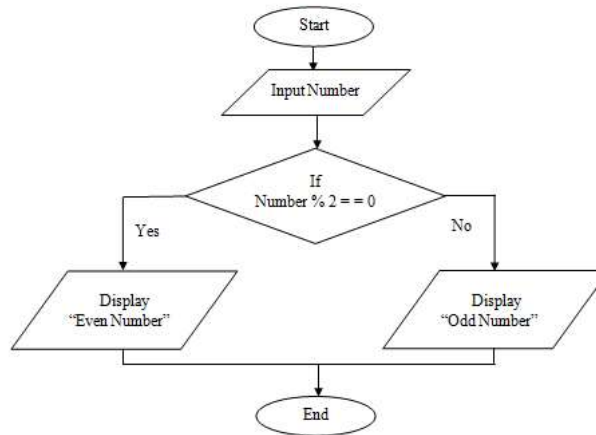 Start
Input Number
If
Number % 2 = = 0
Yes
No
Display
“Even Number”
Display
“Odd Number”
End